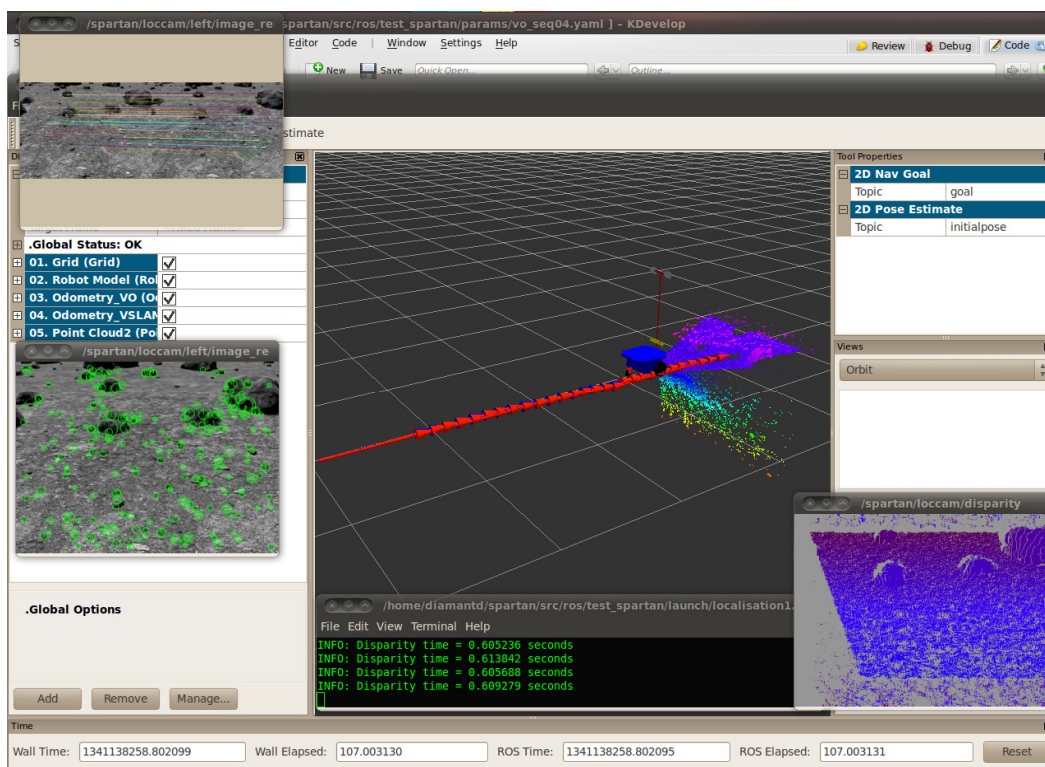 /spartan/loccam/left/image_re
spartan/src/ros/test_spartan/params/vo_seq04.yaml ] – KDevelop
S
Editor Code | Window Settings Help
Review Debug Code
New Save Quick Open... Outline...
stimate
Tool Properties
2D Nav Goal
Topic goal
2D Pose Estimate
Topic initialpose
.Global Status: OK
01. Grid (Grid)
02. Robot Model (Ro
03. Odometry_VO (O
04. Odometry_VSLAN
05. Point Cloud2 (Po
/spartan/loccam/left/image_re
Views
Orbit
/spartan/loccam/disparity
.Global Options
/home/diamantd/spartan/src/ros/test_spartan/launch/localisation1.
File Edit View Terminal Help
INFO: Disparity time = 0.605236 seconds
INFO: Disparity time = 0.613842 seconds
INFO: Disparity time = 0.605688 seconds
INFO: Disparity time = 0.609279 seconds
Add Remove Manage...
Time
Wall Time: 1341138258.802099 Wall Elapsed: 107.003130 ROS Time: 1341138258.802095 ROS Elapsed: 107.003131 Reset